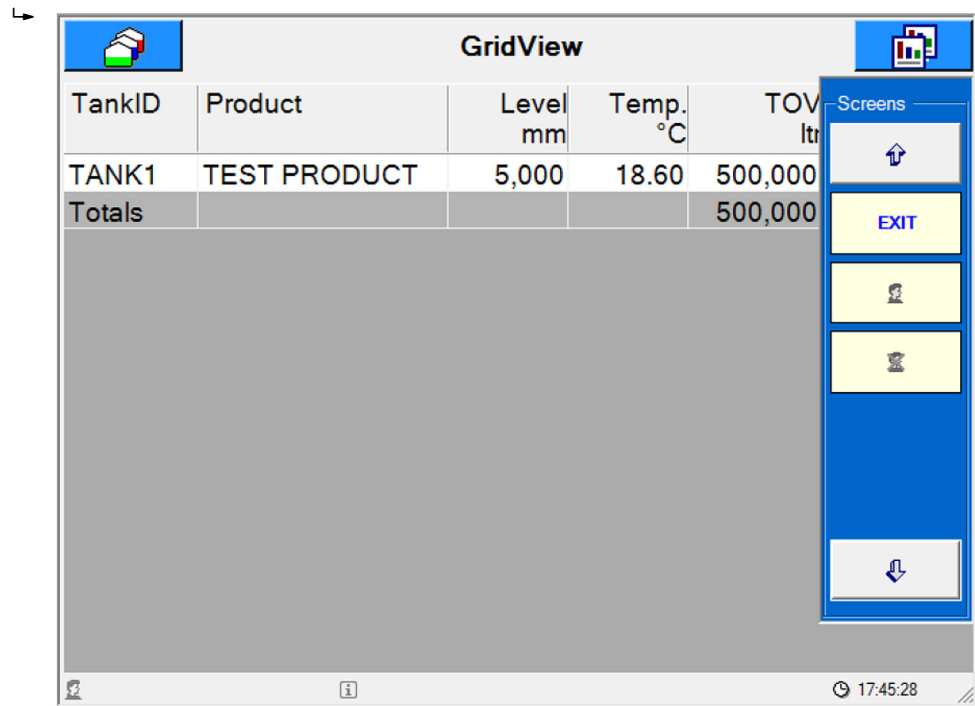 GridView
TankID Product Level Temp. TOV
mm °C ltr
TANK1 TEST PRODUCT 5,000 18.60 500,000
Totals 500,000
Screens
EXIT
17:45:28